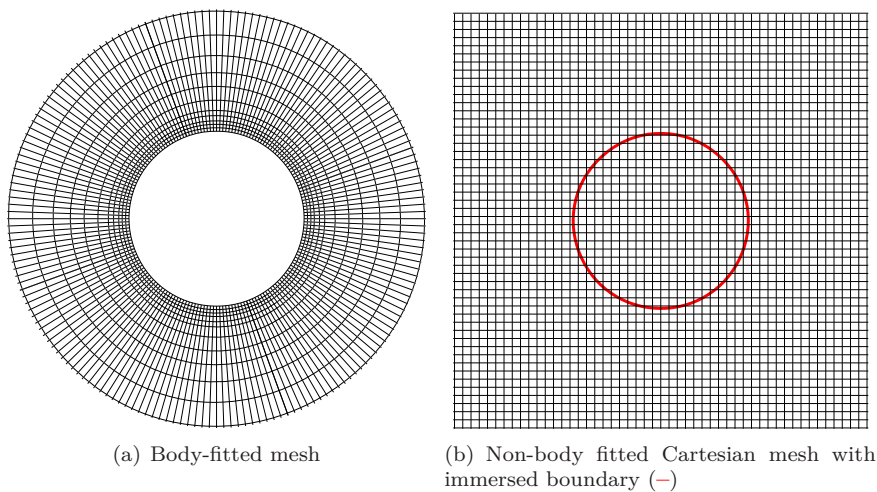 (a) Body-fitted mesh
(b) Non-body fitted Cartesian mesh with
immersed boundary (–)